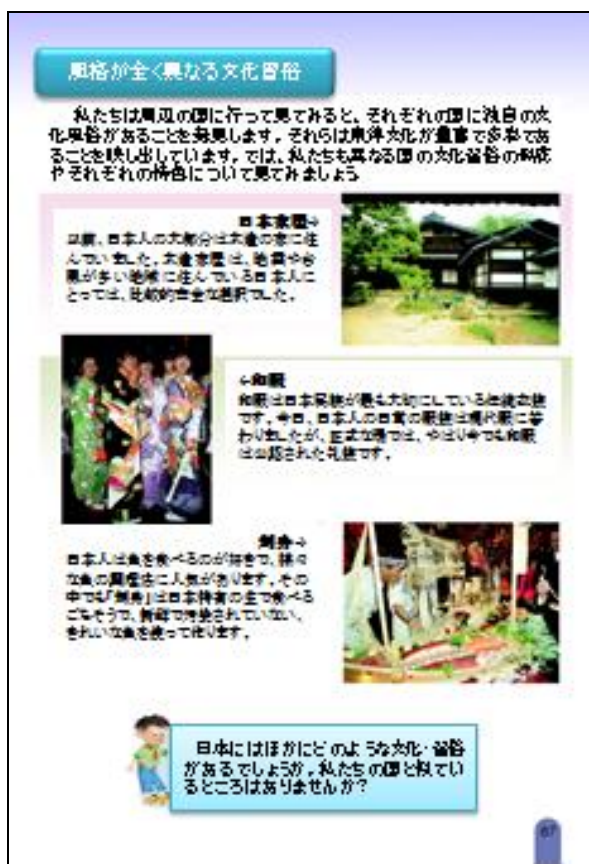 風格が全く異なる文化習俗
私たちは周辺の国に行って見てみると、それぞれの国に独自の文
化風俗があることを発見します。それらは東洋文化が豊富で多彩であ
ることを映し出しています。では、私たちも異なる国の文化習俗の
やそれぞれの特色について見てみましょう
日本家屋→
以前、日本人の大部分は木造の家に住
んでいました。木造家屋は、地震や台
風が多い地域に住んでいる日本人に
とっては、比較的安全な選択でした。
←和服
和服は日本民族が最も大切にしている伝統衣装
です。今日、日本人の日常の服装は現代服に変
わりましたが、正式な場では、やはり今でも和服
は公認された礼装です。
刺身→
日本人は魚を食べるのが好きで、様々
な魚の調理法に人気があります。その
中でも「刺身」は日本特有の生で食べる
ごちそうで、新鮮で汚染されていない、
きれいな魚を使って作ります。
日本にはほかにどのような文化・習俗
があるでしょうか。私たちの国と似てい
るところはありませんか?
67